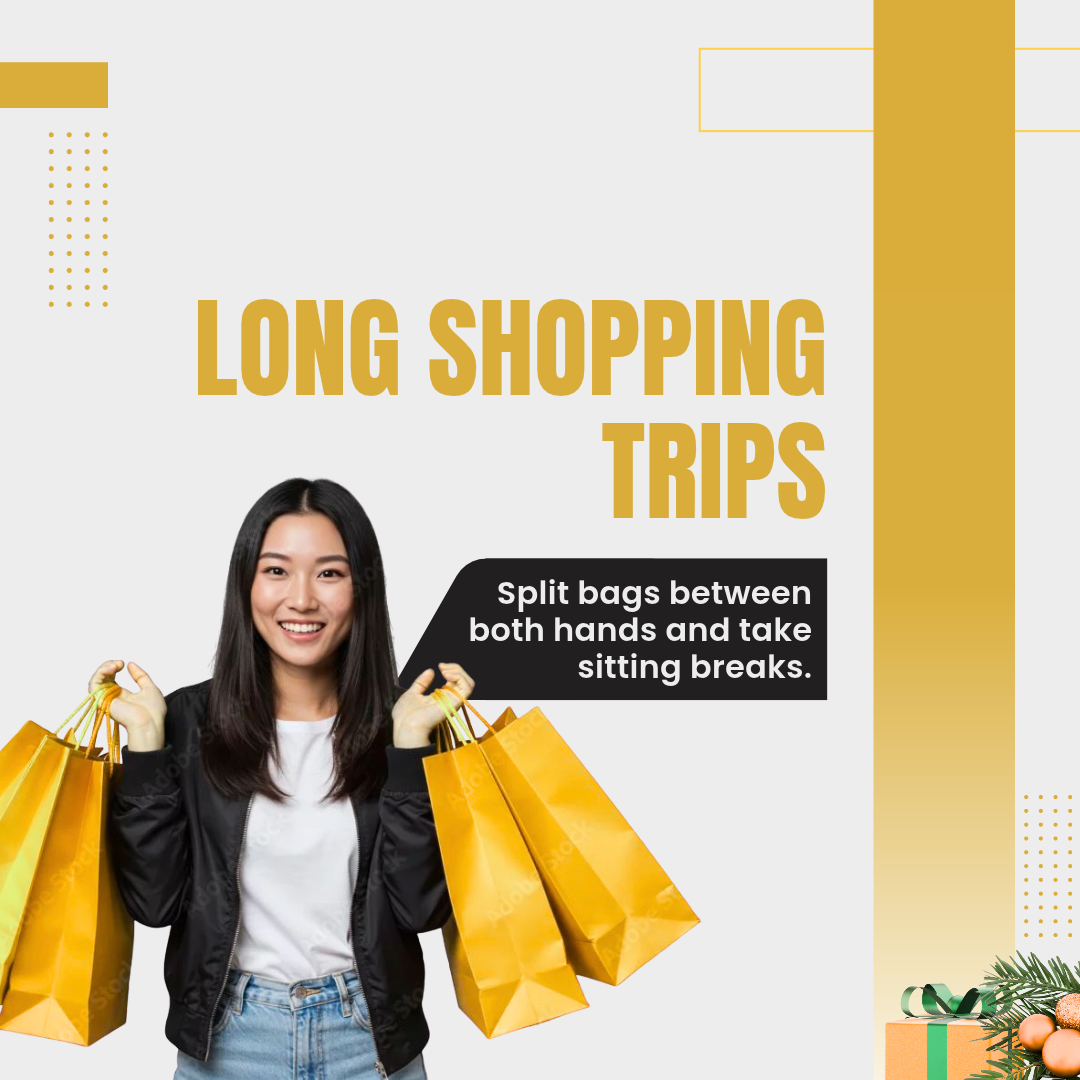 LONG SHOPPING
TRIPS
Split bags between
both hands and take
sitting breaks.